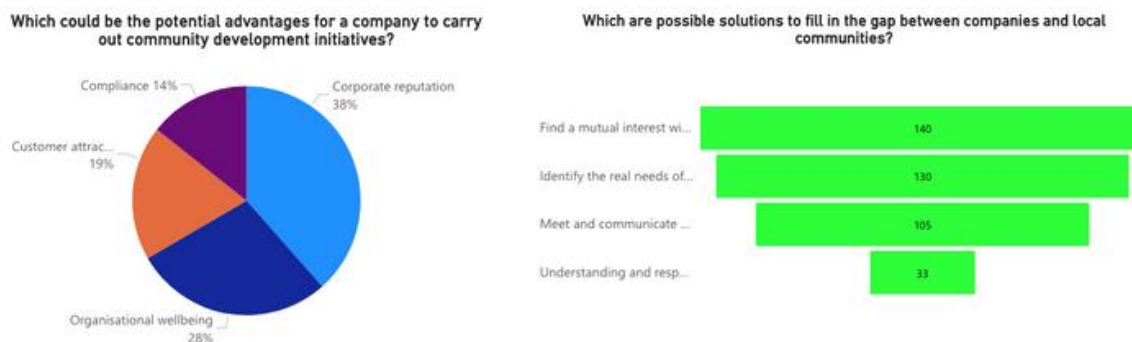 Which could be the potential advantages for a company to carry
out community development initiatives?
Compliance 14%
Corporate reputation
38%
Customer attrac...
19%
Organisational wellbeing
28%
Which are possible solutions to fill in the gap between companies and local
communities?
Find a mutual interest wi...
140
Identify the real needs of...
130
Meet and communicate ...
105
Understanding and resp...
33